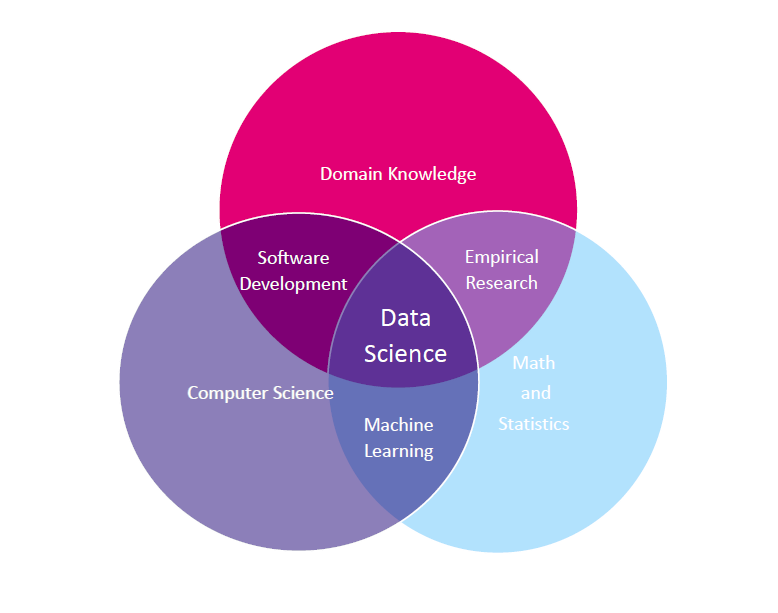 Domain Knowledge
Software
Development
Empirical
Research
Data
Science
Math
and
Statistics
Computer Science
Machine
Learning